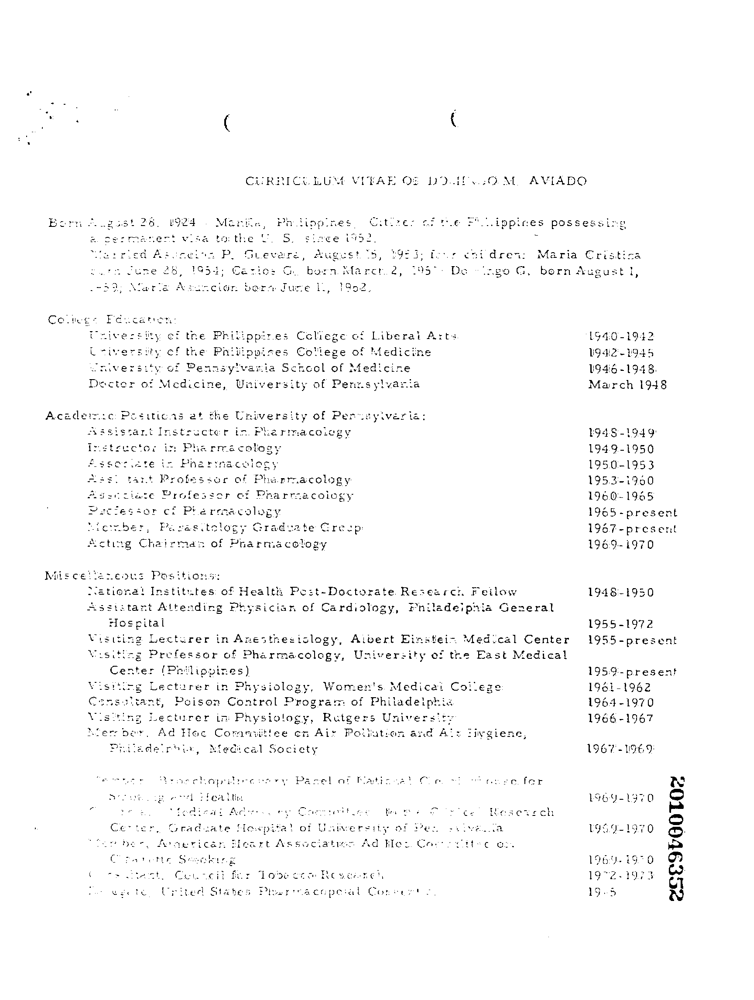 CURRICULUM VITAE OF DOMINGO M. AVIADO
Born August 28, 1924 - Manila, Philippines, Citizen of the Philippines possessing
a permanent visa to the U. S. since 1952.
Married Asuncion P. Guevara, August 1953; four children: Maria Cristina
born June 28, 1954; Carlos G. born March 2, Domingo G. born August 1,
Maria Asuncion born June 11, 1962.
College Education:
University of the Philippines College of Liberal Arts 1940-1942
University of the Philippines College of Medicine 1942-1945
University of Pennsylvania School of Medicine 1946-1948
Doctor of Medicine, University of Pennsylvania March 1948
Academic Positions at the University of Pennsylvania:
Assistant Instructor in Pharmacology 1948-1949
Instructor in Pharmacology 1949-1950
Associate in Pharmacology 1950-1953
Assistant Professor of Pharmacology 1953-1960
Associate Professor of Pharmacology 1960-1965
Professor of Pharmacology 1965-present
Member, Parasitology Graduate Group 1967-present
Acting Chairman of Pharmacology 1969-1970
Miscellaneous Positions:
National Institutes of Health Post-Doctorate Research Fellow 1948-1950
Assistant Attending Physician of Cardiology, Philadelphia General
Hospital 1955-1972
Visiting Lecturer in Anesthesiology, Albert Einstein Medical Center 1955-present
Visiting Professor of Pharmacology, University of the East Medical
Center (Philippines) 1959-present
Visiting Lecturer in Physiology, Women's Medical College 1961-1962
Consultant, Poison Control Program of Philadelphia 1964-1970
Visiting Lecturer in Physiology, Rutgers University 1966-1967
Member, Ad Hoc Committee on Air Pollution and Air Hygiene,
Philadelphia, Medical Society 1967-1969
Member, Bronchopulmonary Panel of National Clearinghouse for
Smoking and Health 1969-1970
Medical Advisory Committee Clinical Research
Center, Graduate Hospital of University of Pennsylvania 1969-1970
Member, American Heart Association Ad Hoc Committee on
Cigarette Smoking 1969-1970
Consultant, Council for Tobacco Research 1972-1973
Delegate, United States Pharmacopeial Convention
2010046352